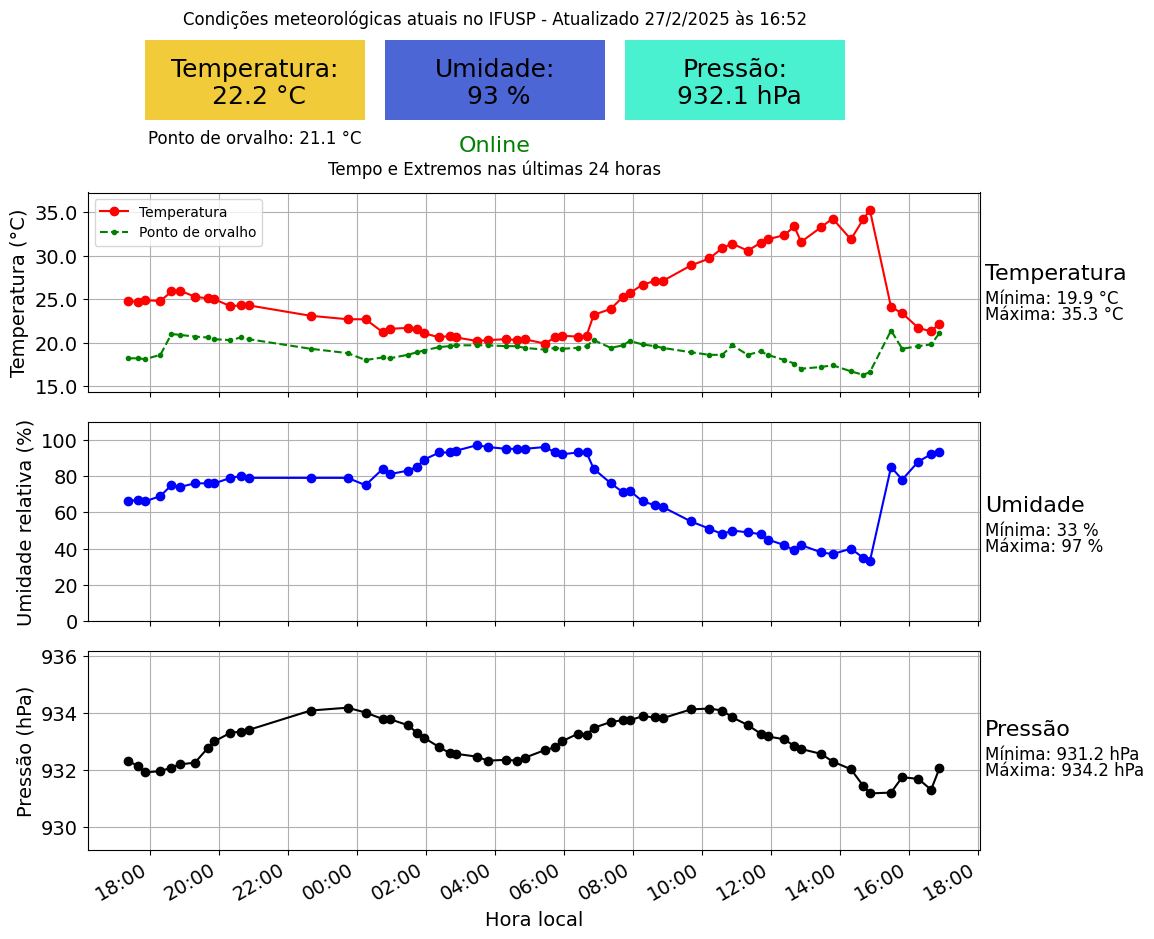 Condições meteorológicas atuais no IFUSP - Atualizado 27/2/2025 às 16:52
Temperatura:
22.2 °C
Umidade:
93 %
Pressão:
932.1 hPa
Ponto de orvalho: 21.1 °C
Online
Tempo e Extremos nas últimas 24 horas
Temperatura (°C)
35.0
30.0
25.0
20.0
15.0
Temperatura
Ponto de orvalho
Temperatura
Mínima: 19.9 °C
Máxima: 35.3 °C
Umidade relativa (%)
100
80
60
40
20
0
Umidade
Mínima: 33 %
Máxima: 97 %
Pressão (hPa)
936
934
932
930
Pressão
Mínima: 931.2 hPa
Máxima: 934.2 hPa
18:00
20:00
22:00
00:00
02:00
04:00
06:00
08:00
10:00
12:00
14:00
16:00
18:00
Hora local